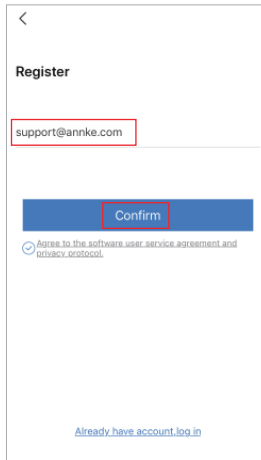 Register
support@annke.com
Confirm
Agree to the software user service agreement and
privacy protocol.
Already have account,log in